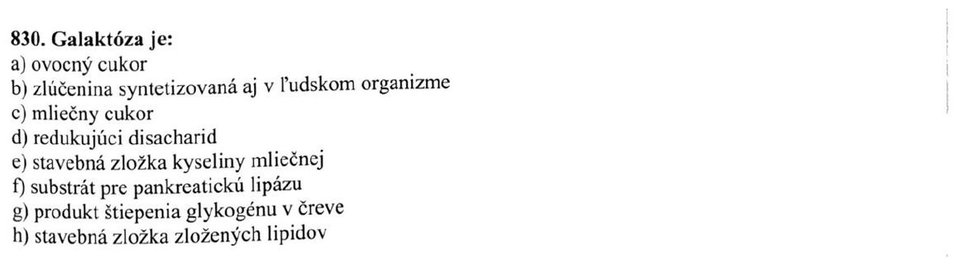 830. Galaktóza je:
a) ovocný cukor
b) zlúčenina syntetizovaná aj v ľudskom organizme
c) mliečny cukor
d) redukujúci disacharid
e) stavebná zložka kyseliny mliečnej
f) substrát pre pankreatickú lipázu
g) produkt štiepenia glykogénu v čreve
h) stavebná zložka zložených lipidov